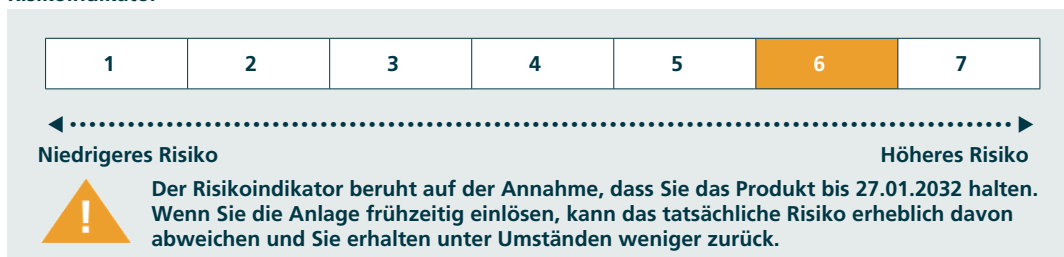 1 2 3 4 5 6 7
Niedrigeres Risiko Höheres Risiko
! Der Risikoindikator beruht auf der Annahme, dass Sie das Produkt bis 27.01.2032 halten.
Wenn Sie die Anlage frühzeitig einlösen, kann das tatsächliche Risiko erheblich davon
abweichen und Sie erhalten unter Umständen weniger zurück.